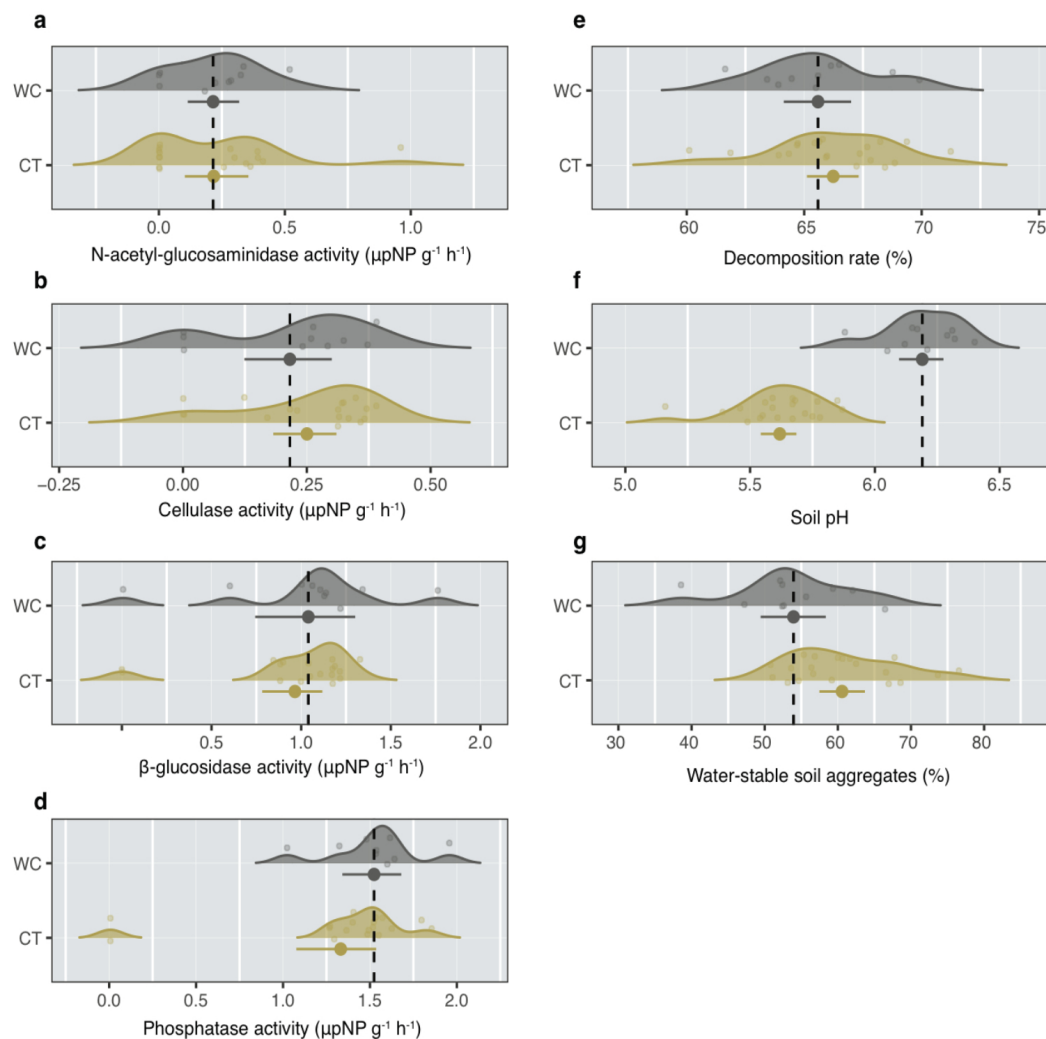 a
WC
CT
0.0 0.5 1.0
N-acetyl-glucosaminidase activity (μpNP g⁻¹ h⁻¹)
b
WC
CT
−0.25 0.00 0.25 0.50
Cellulase activity (μpNP g⁻¹ h⁻¹)
c
WC
CT
0.5 1.0 1.5 2.0
β-glucosidase activity (μpNP g⁻¹ h⁻¹)
d
WC
CT
0.0 0.5 1.0 1.5 2.0
Phosphatase activity (μpNP g⁻¹ h⁻¹)
e
WC
CT
60 65 70 75
Decomposition rate (%)
f
WC
CT
5.0 5.5 6.0 6.5
Soil pH
g
WC
CT
30 40 50 60 70 80
Water-stable soil aggregates (%)